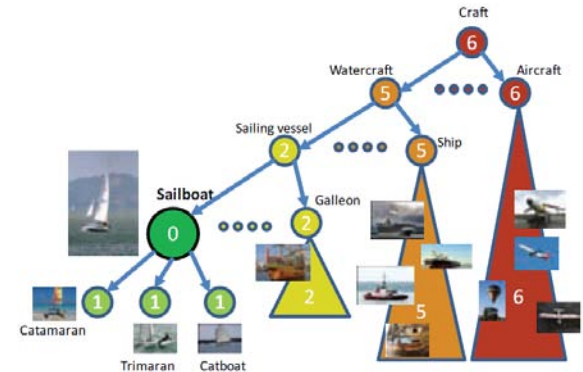 Craft
6
Watercraft
Aircraft
5
6
Sailing vessel
2
Ship
5
Sailboat
Galleon
0
2
1
1
1
2
5
6
Catamaran
Trimaran
Catboat